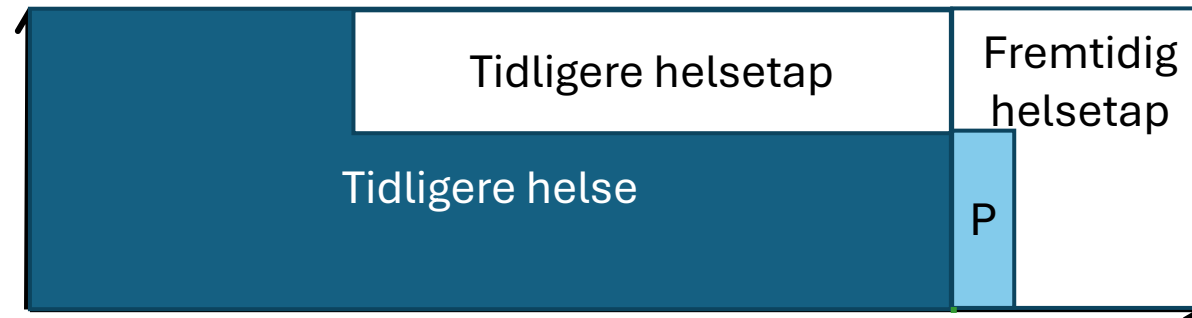 Tidligere helsetap
Fremtidig
helsetap
Tidligere helse
P